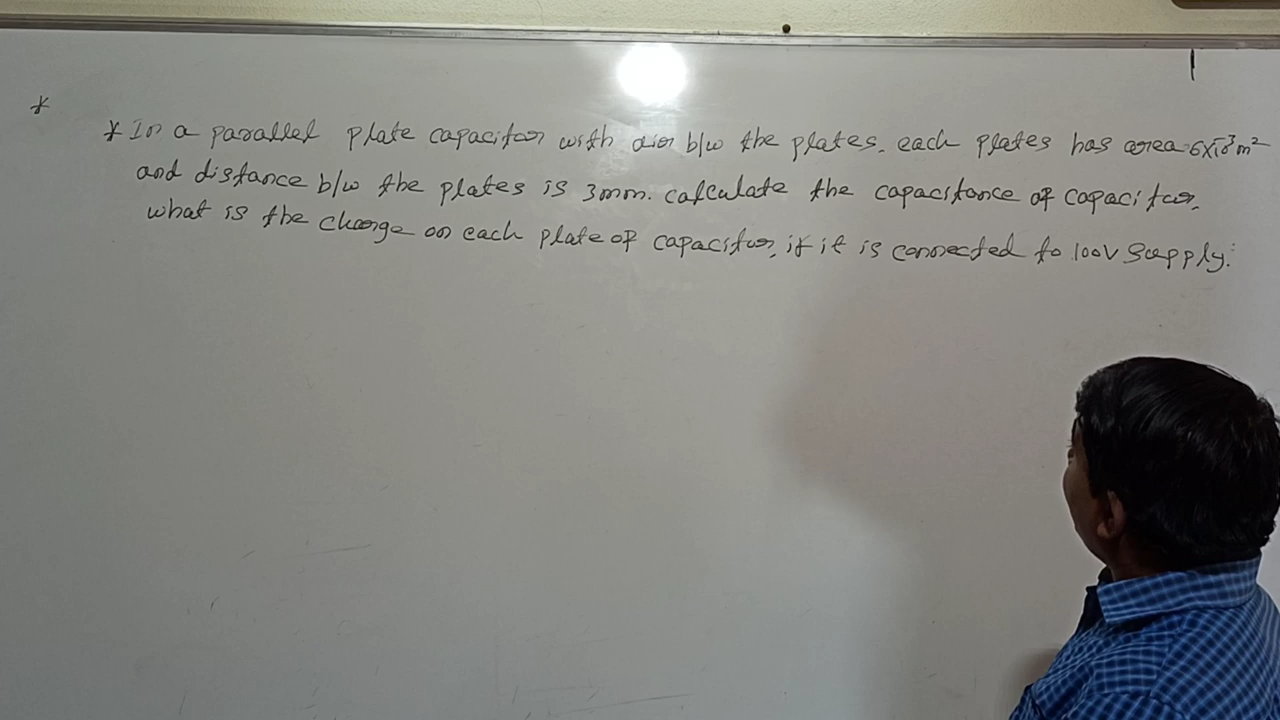 *
* In a parallel plate capacitor with air b/w the plates. each plates has area 6×10³m²
and distance b/w the plates is 3mm. calculate the capacitance of capacitor.
what is the charge on each plate of capacitor, if it is connected to 100V supply.